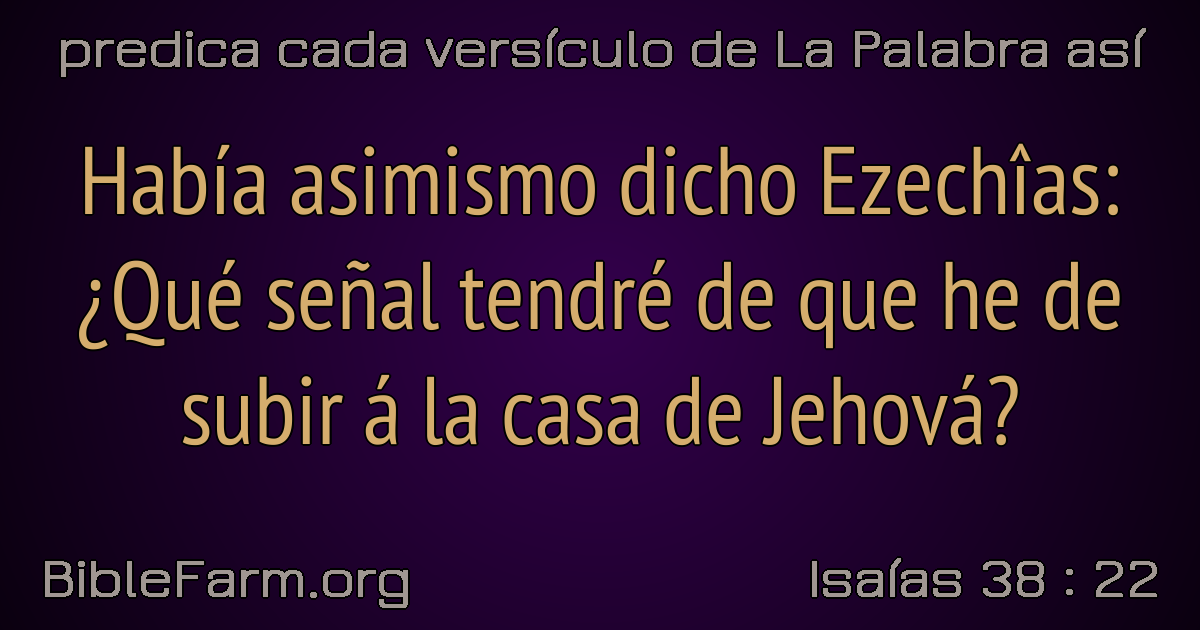 predica cada versículo de La Palabra así
Había asimismo dicho Ezechîas:
¿Qué señal tendré de que he de
subir á la casa de Jehová?
BibleFarm.org
Isaías 38 : 22